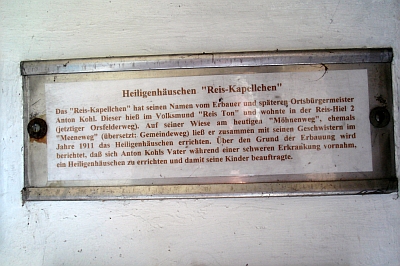 Heiligenhäuschen "Reis-Kapellchen"
Das "Reis-Kapellchen" hat seinen Namen vom Erbauer und späteren Ortsbürgermeister
Anton Kohl. Dieser hieß im Volksmund "Reis Ton" und wohnte in der Reis-Hiel 2
(jetztiger Orsfelderweg). Auf seiner Wiese am heutigen "Möhnenweg", ehemals
"Meeneweg" (übersetzt: Gemeindeweg) ließ er zusammen mit seinen Geschwistern im
Jahre 1911 das Heiligenhäuschen errichten. Über den Grund der Erbauung wird
berichtet, daß sich Anton Kohls Vater während einer schweren Erkrankung vornahm,
ein Heiligenhäuschen zu errichten und damit seine Kinder beauftragte.